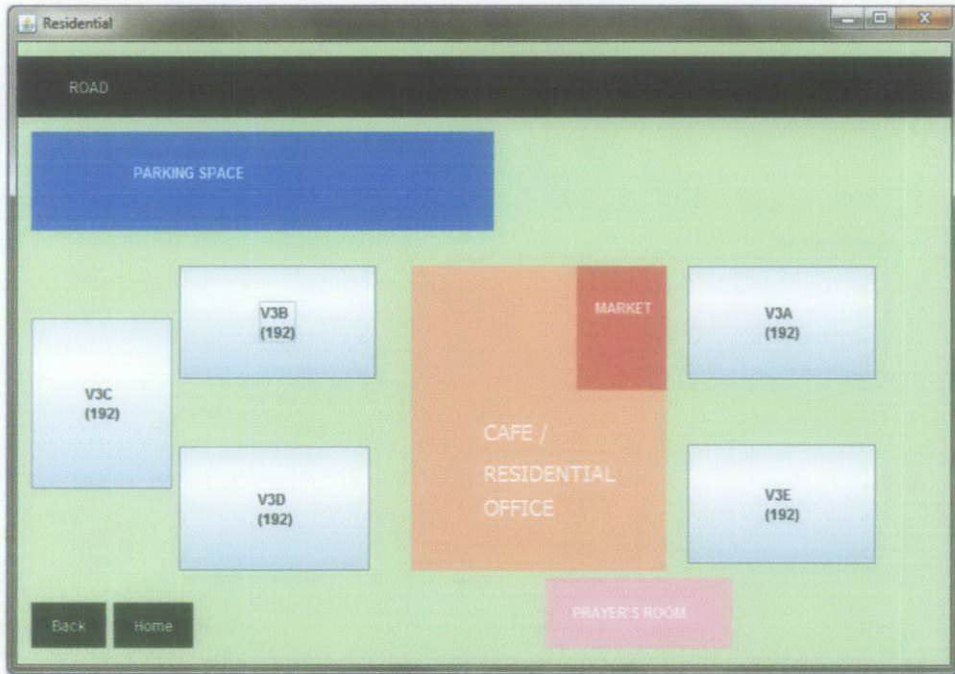 Residential
ROAD
PARKING SPACE
V3B
(192)
MARKET
V3A
(192)
V3C
(192)
CAFE /
RESIDENTIAL
OFFICE
V3D
(192)
V3E
(192)
PRAYER'S ROOM
Back
Home